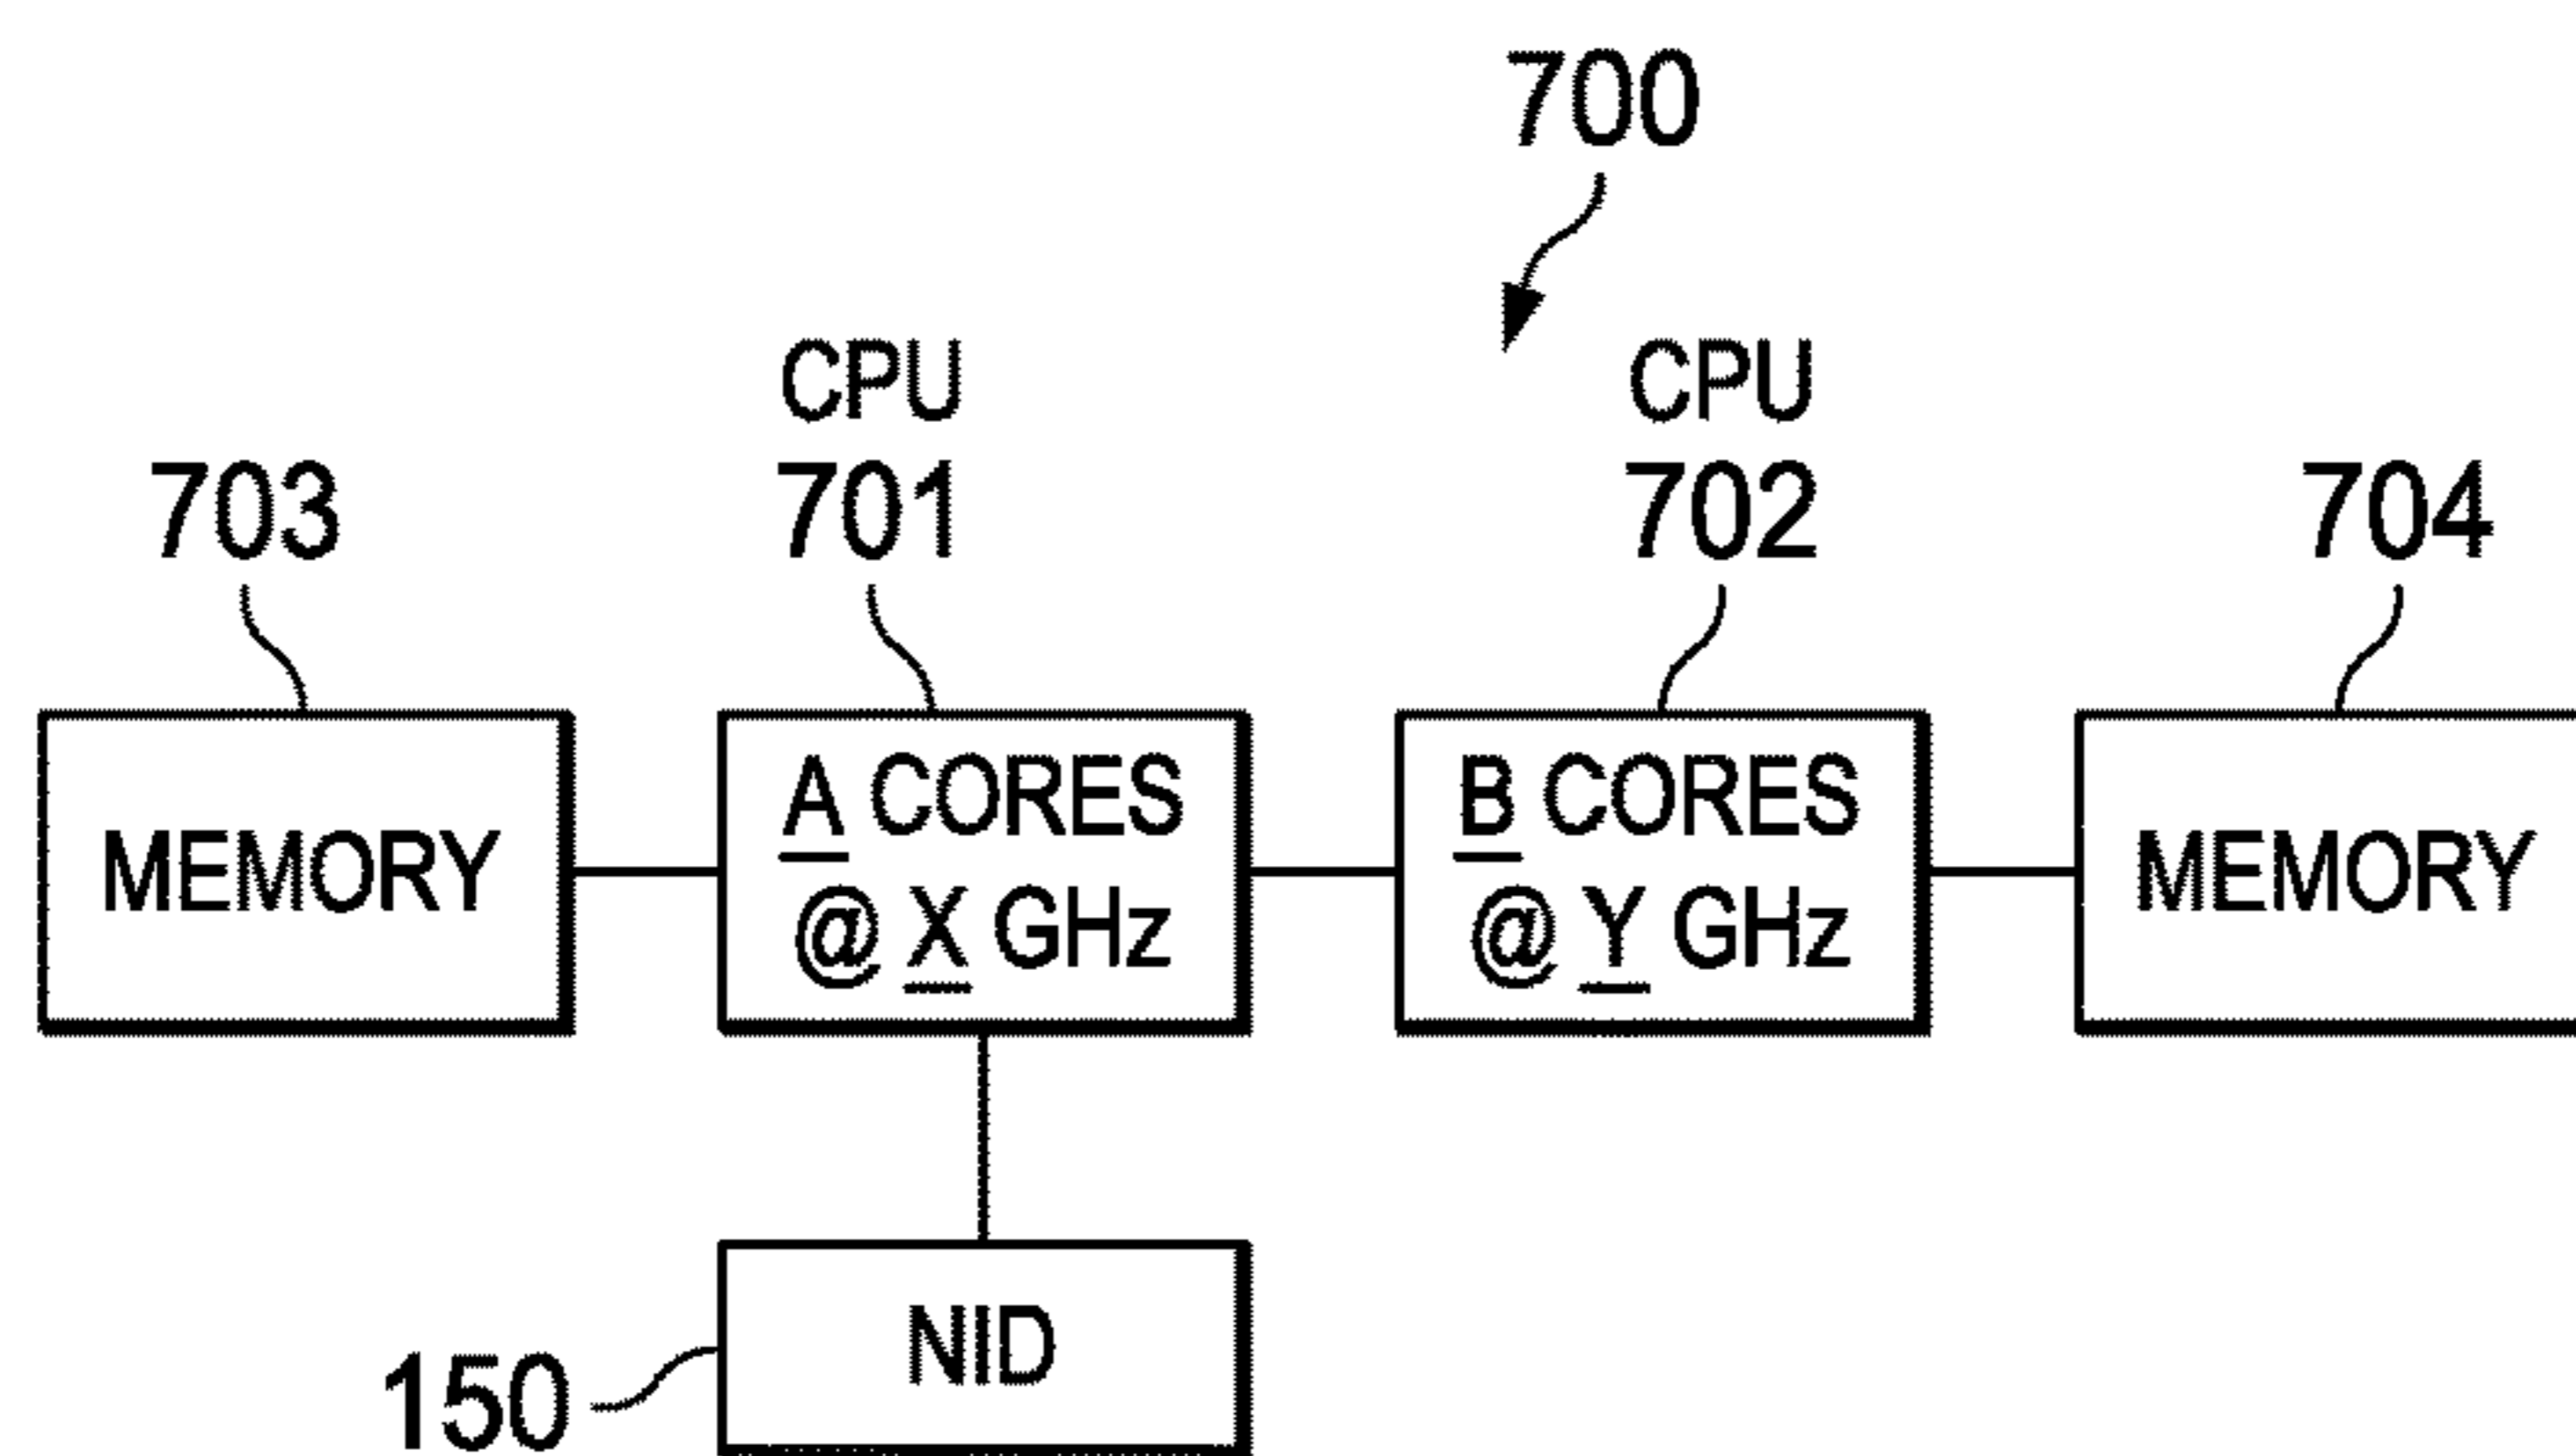 700
CPU
CPU
703
701
702
704
MEMORY
A CORES
@ X GHz
B CORES
@ Y GHz
MEMORY
NID
150